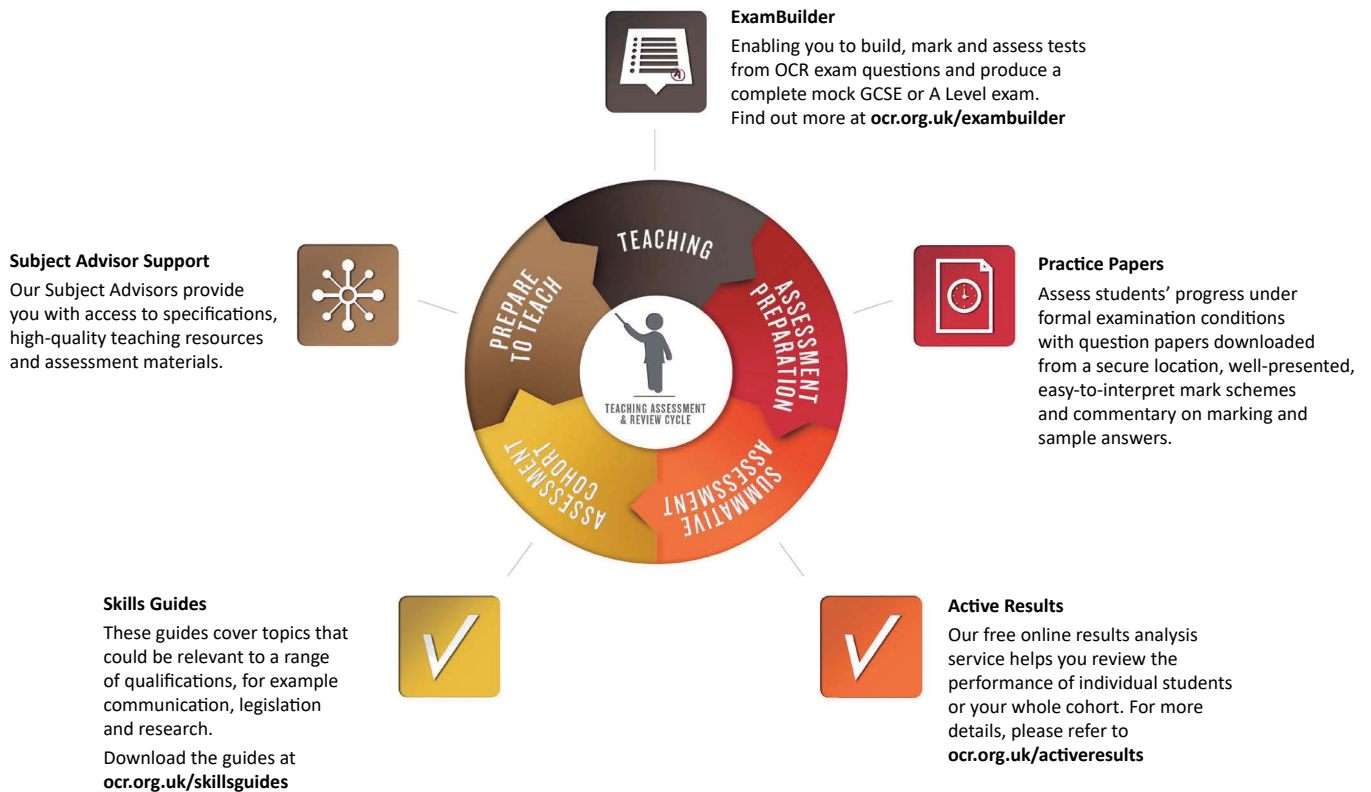 ExamBuilder
Enabling you to build, mark and assess tests
from OCR exam questions and produce a
complete mock GCSE or A Level exam.
Find out more at ocr.org.uk/exambuilder
Subject Advisor Support
Our Subject Advisors provide
you with access to specifications,
high-quality teaching resources
and assessment materials.
TEACHING
PREPARE
TO TEACH
ASSESSMENT
PREPARATION
TEACHING ASSESSMENT
& REVIEW CYCLE
ASSESSMENT
COHORT
SUMMATIVE
ASSESSMENT
Practice Papers
Assess students’ progress under
formal examination conditions
with question papers downloaded
from a secure location, well-presented,
easy-to-interpret mark schemes
and commentary on marking and
sample answers.
Skills Guides
These guides cover topics that
could be relevant to a range
of qualifications, for example
communication, legislation
and research.
Download the guides at
ocr.org.uk/skillsguides
Active Results
Our free online results analysis
service helps you review the
performance of individual students
or your whole cohort. For more
details, please refer to
ocr.org.uk/activeresults